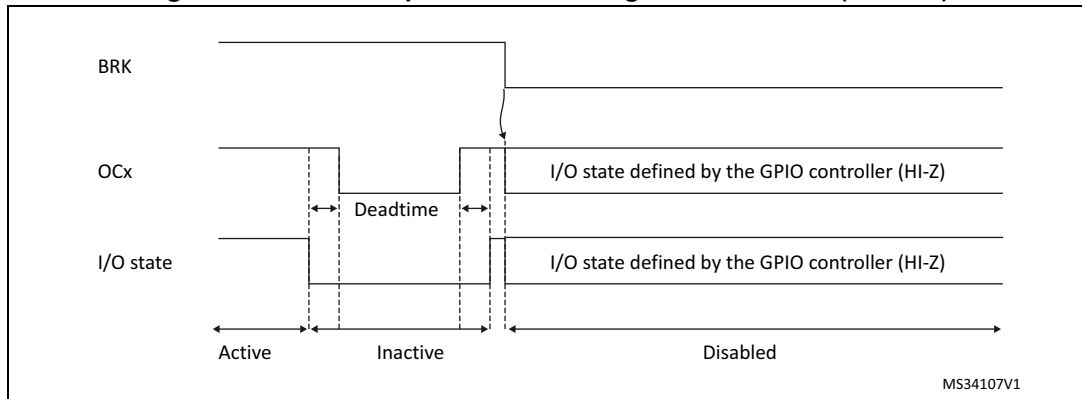 BRK
OCx
I/O state defined by the GPIO controller (HI-Z)
Deadtime
I/O state
I/O state defined by the GPIO controller (HI-Z)
Active
Inactive
Disabled
MS34107V1